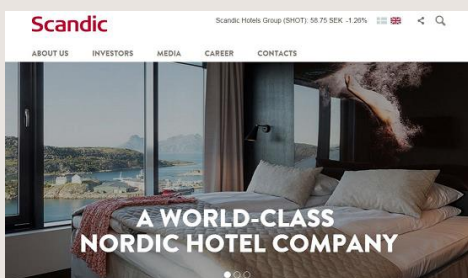 Scandic
Scandic Hotels Group (SHOT): 58.75 SEK -1.26%
ABOUT US INVESTORS MEDIA CAREER CONTACTS
A WORLD-CLASS
NORDIC HOTEL COMPANY